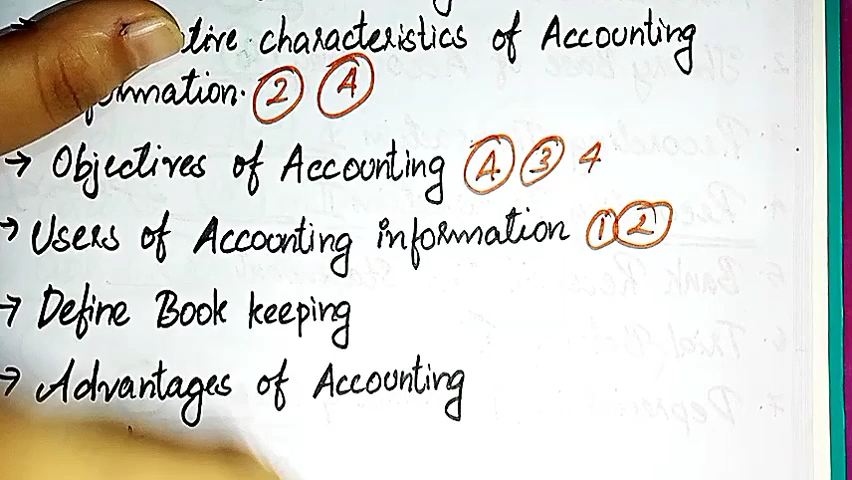 characteristics of Accounting
② ④
→ Objectives of Accounting ④ ③ 4
→ Users of Accounting information ① ②
→ Define Book keeping
→ Advantages of Accounting